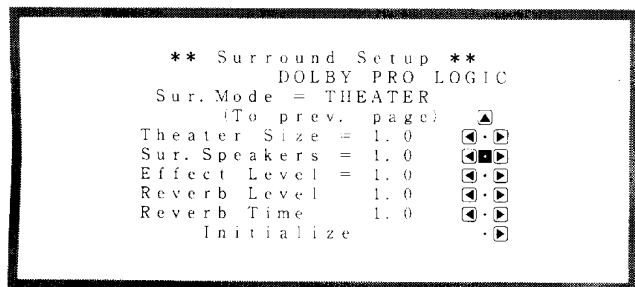 ** Surround Setup **
DOLBY PRO LOGIC
Sur.Mode = THEATER
(To prev. page) ▲
Theater Size = 1.0 ◀·▶
Sur.Speakers = 1.0 ◀■▶
Effect Level = 1.0 ◀·▶
Reverb Level 1.0 ◀·▶
Reverb Time 1.0 ◀·▶
Initialize ·▶